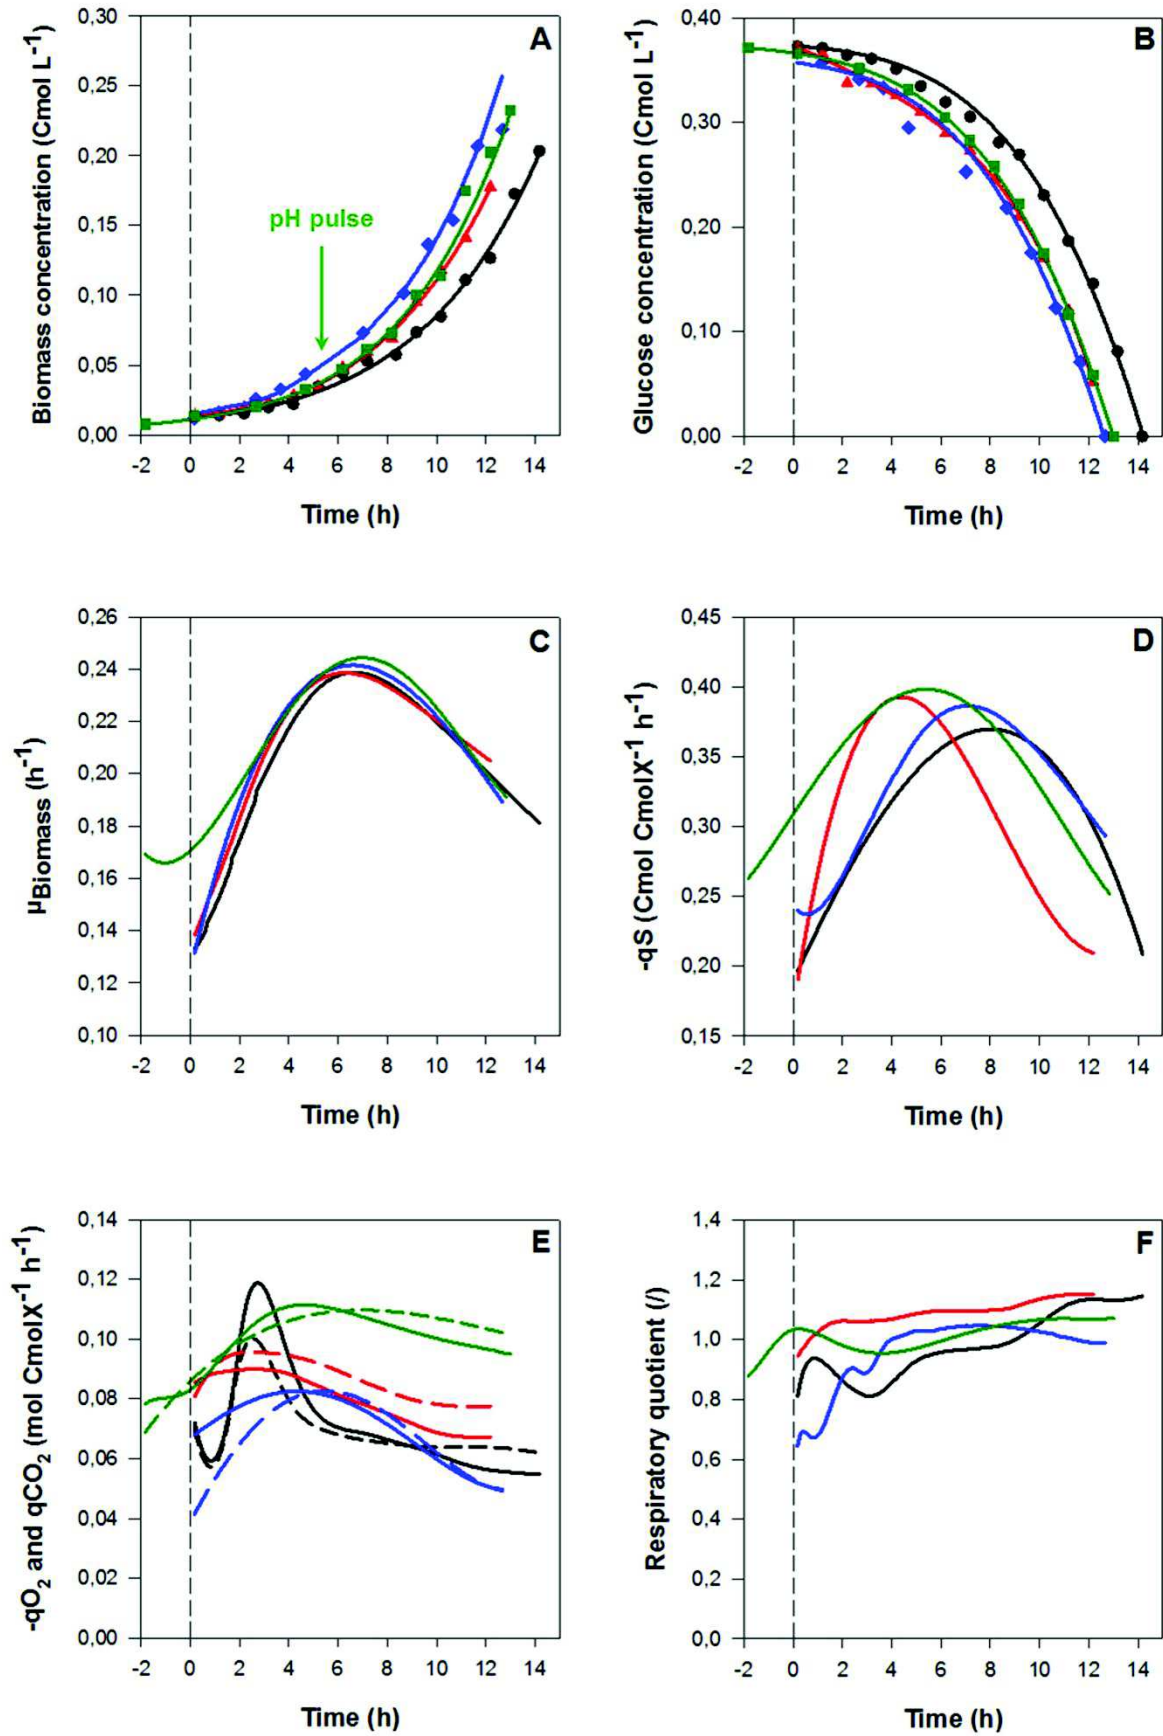 A
Biomass concentration (Cmol L⁻¹)
0,30
0,25
0,20
0,15
0,10
0,05
0,00
pH pulse
-2 0 2 4 6 8 10 12 14
Time (h)
B
Glucose concentration (Cmol L⁻¹)
0,40
0,30
0,20
0,10
0,00
-2 0 2 4 6 8 10 12 14
Time (h)
C
µBiomass (h⁻¹)
0,26
0,24
0,22
0,20
0,18
0,16
0,14
0,12
0,10
-2 0 2 4 6 8 10 12 14
Time (h)
D
-qS (Cmol CmolX⁻¹ h⁻¹)
0,45
0,40
0,35
0,30
0,25
0,20
0,15
-2 0 2 4 6 8 10 12 14
Time (h)
E
-qO₂ and qCO₂ (mol CmolX⁻¹ h⁻¹)
0,14
0,12
0,10
0,08
0,06
0,04
0,02
0,00
-2 0 2 4 6 8 10 12 14
Time (h)
F
Respiratory quotient (/)
1,4
1,2
1,0
0,8
0,6
0,4
0,2
0,0
-2 0 2 4 6 8 10 12 14
Time (h)